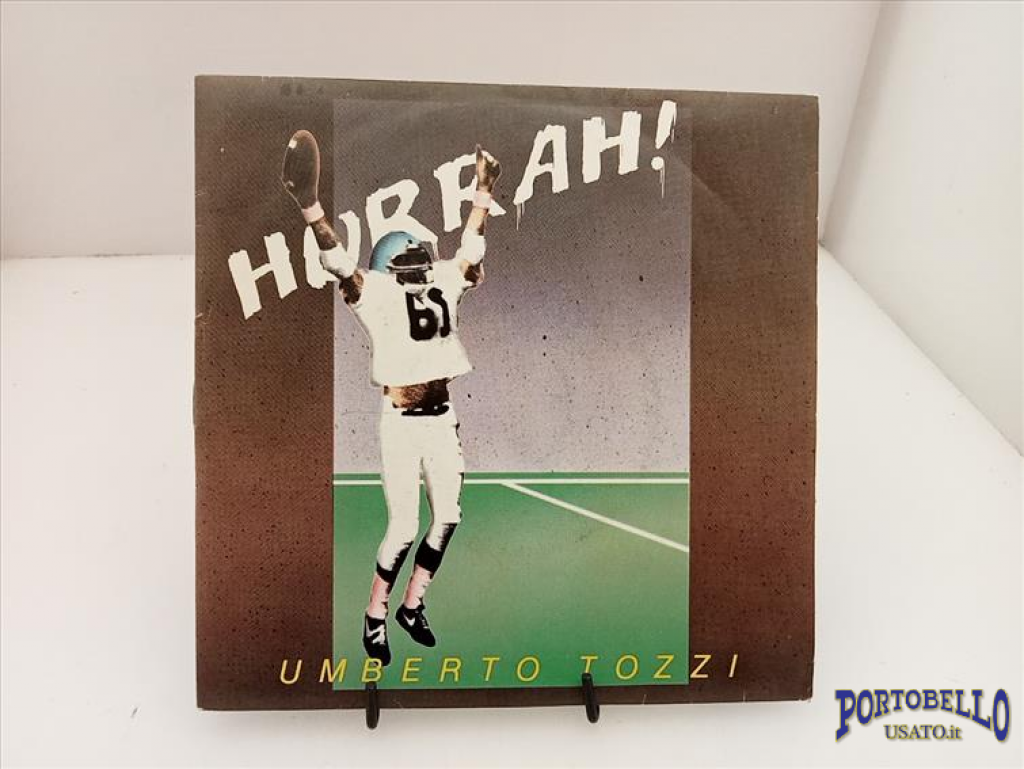 HURRAH!
61
UMBERTO TOZZI
PORTOBELLO
USATO.it